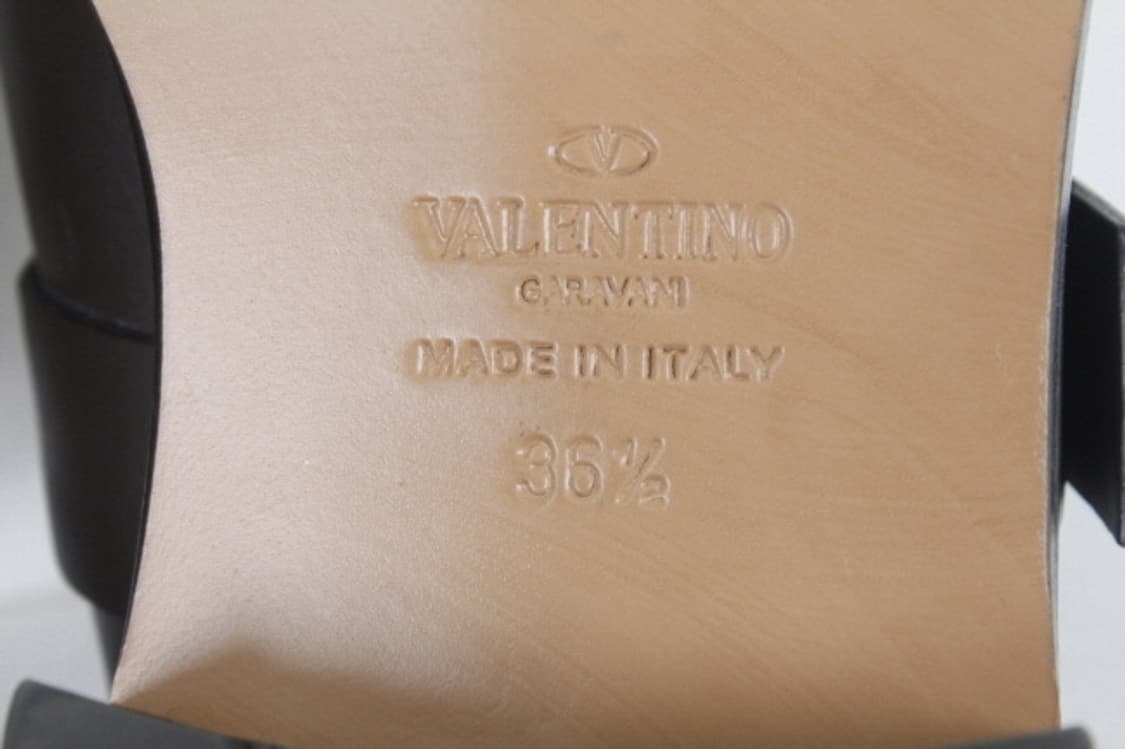 V
VALENTINO
GARAVANI
MADE IN ITALY
36½